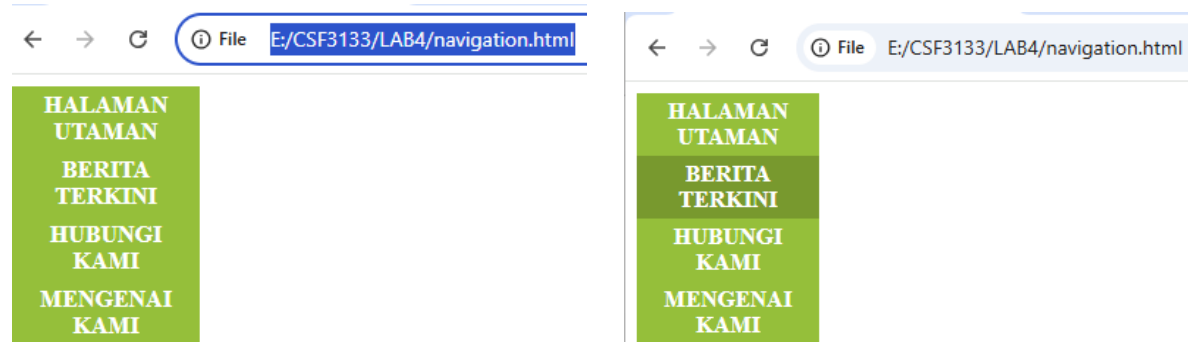 File E:/CSF3133/LAB4/navigation.html
HALAMAN
UTAMAN
BERITA
TERKINI
HUBUNGI
KAMI
MENGENAI
KAMI
File E:/CSF3133/LAB4/navigation.html
HALAMAN
UTAMAN
BERITA
TERKINI
HUBUNGI
KAMI
MENGENAI
KAMI